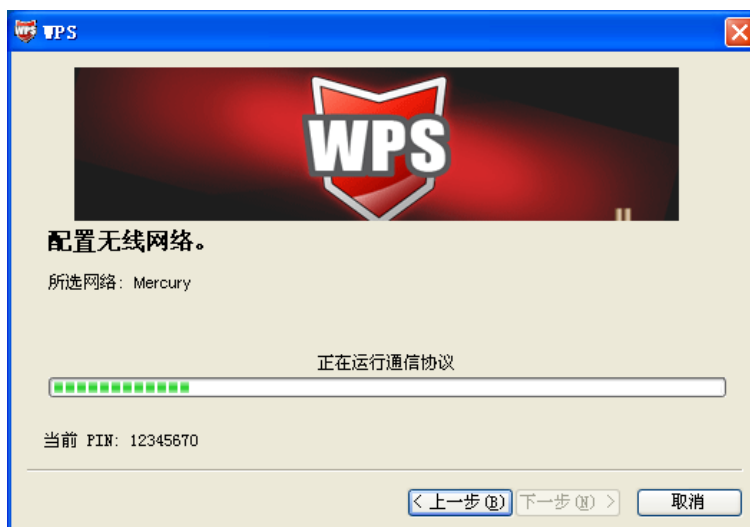 WPS
WPS
配置无线网络。
所选网络: Mercury
正在运行通信协议
当前 PIN: 12345670
< 上一步(B)
下一步(N) >
取消